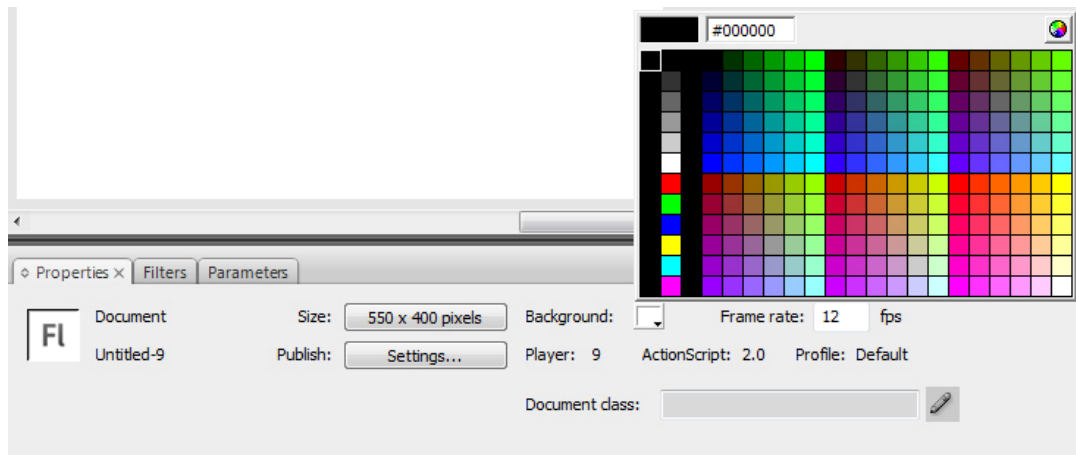 #000000
Properties × Filters Parameters
Fl
Document Size: 550 x 400 pixels Background: Frame rate: 12 fps
Untitled-9 Publish: Settings... Player: 9 ActionScript: 2.0 Profile: Default
Document class: